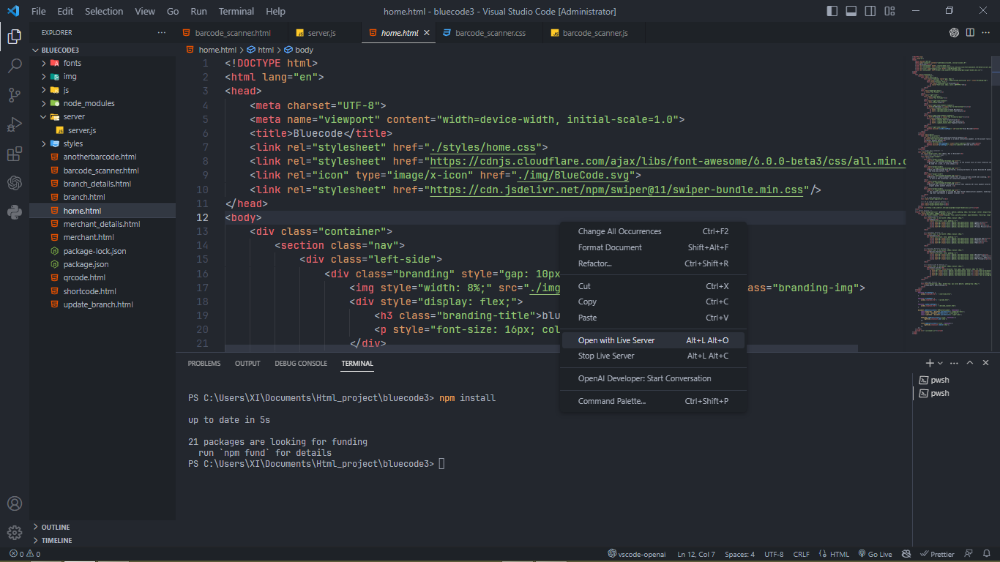 File Edit Selection View Go Run Terminal Help
home.html - bluecode3 - Visual Studio Code [Administrator]
EXPLORER
BLUECODE3
fonts
img
js
node_modules
server
server.js
styles
anotherbarcode.html
barcode_scanner.html
branch_details.html
branch.html
home.html
merchant_details.html
merchant.html
package-lock.json
package.json
qrcode.html
shortcode.html
update_branch.html
OUTLINE
TIMELINE
barcode_scanner.html server.js home.html barcode_scanner.css barcode_scanner.js
home.html > html > body
1 <!DOCTYPE html>
2 <html lang="en">
3 <head>
4 <meta charset="UTF-8">
5 <meta name="viewport" content="width=device-width, initial-scale=1.0">
6 <title>Bluecode</title>
7 <link rel="stylesheet" href="./styles/home.css">
8 <link rel="stylesheet" href="https://cdnjs.cloudflare.com/ajax/libs/font-awesome/6.0.0-beta3/css/all.min.c
9 <link rel="icon" type="image/x-icon" href="./img/BlueCode.svg">
10 <link rel="stylesheet" href="https://cdn.jsdelivr.net/npm/swiper@11/swiper-bundle.min.css"/>
11 </head>
12 <body>
13 <div class="container">
14 <section class="nav">
15 <div class="left-side">
16 <div class="branding" style="gap: 10px
17 <img style="width: 8%;" src="./img ass="branding-img">
18 <div style="display: flex;">
19 <h3 class="branding-title">blu
20 <p style="font-size: 16px; col
21 </div>
Change All Occurrences Ctrl+F2
Format Document Shift+Alt+F
Refactor... Ctrl+Shift+R
Cut Ctrl+X
Copy Ctrl+C
Paste Ctrl+V
Open with Live Server Alt+L Alt+O
Stop Live Server Alt+L Alt+C
OpenAI Developer: Start Conversation
Command Palette... Ctrl+Shift+P
PROBLEMS OUTPUT DEBUG CONSOLE TERMINAL
PS C:\Users\XI\Documents\Html_project\bluecode3> npm install
up to date in 5s
21 packages are looking for funding
run `npm fund` for details
PS C:\Users\XI\Documents\Html_project\bluecode3>
pwsh
pwsh
0 0 vscode-openai Ln 12, Col 7 Spaces: 4 UTF-8 CRLF HTML Go Live Prettier